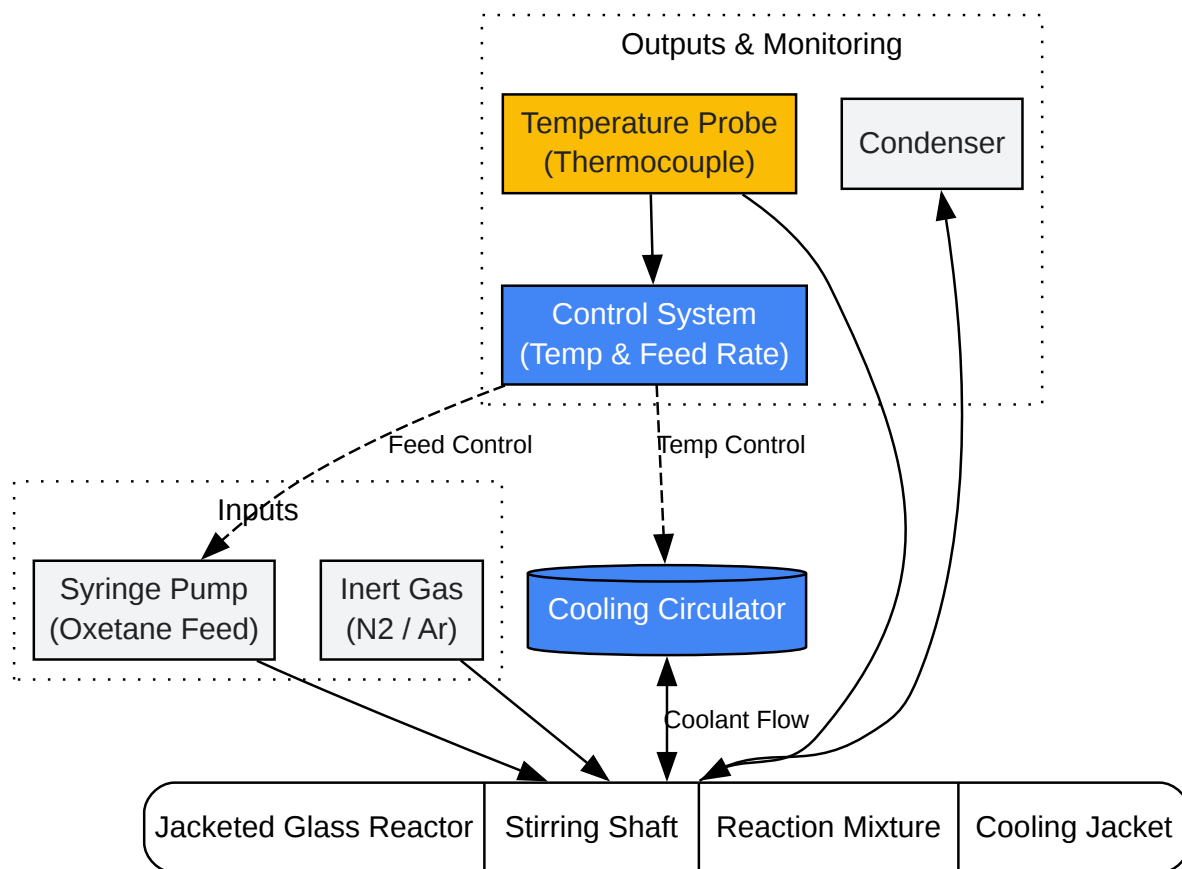 Outputs & Monitoring
Temperature Probe
(Thermocouple)
Condenser
Control System
(Temp & Feed Rate)
Feed Control
Temp Control
Inputs
Syringe Pump
(Oxetane Feed)
Inert Gas
(N2 / Ar)
Cooling Circulator
Coolant Flow
Jacketed Glass Reactor
Stirring Shaft
Reaction Mixture
Cooling Jacket